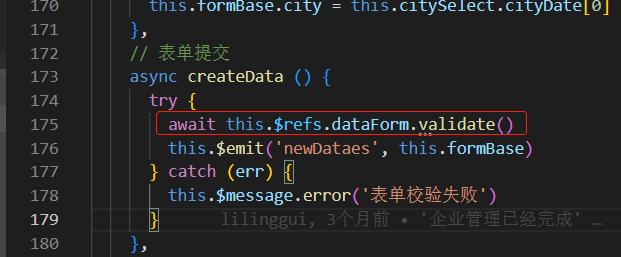 170 this.formBase.city = this.citySelect.cityDate[0]
171 },
172 // 表单提交
173 async createData () {
174 try {
175 await this.$refs.dataForm.validate()
176 this.$emit('newDataes', this.formBase)
177 } catch (err) {
178 this.$message.error('表单校验失败')
179 } lilinggui, 3个月前 • '企业管理已经完成' …
180 },